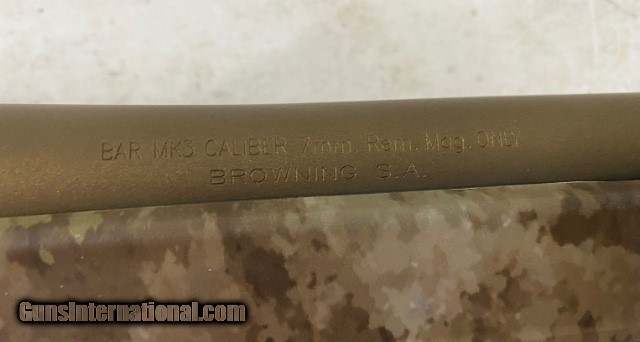 BAR MK3 CALIBER 7mm. Rem. Mag. ONLY
BROWNING S.A.
GunsInternational.com